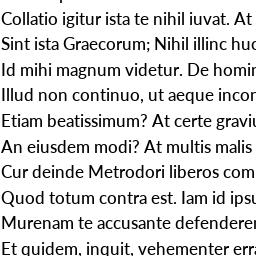 Collatio igitur ista te nihil iuvat. At
Sint ista Graecorum; Nihil illinc huc
Id mihi magnum videtur. De homin
Illud non continuo, ut aeque incon
Etiam beatissimum? At certe gravi
An eiusdem modi? At multis malis
Cur deinde Metrodori liberos com
Quod totum contra est. Iam id ipsu
Murenam te accusante defenderer
Et quidem, inquit, vehementer erra